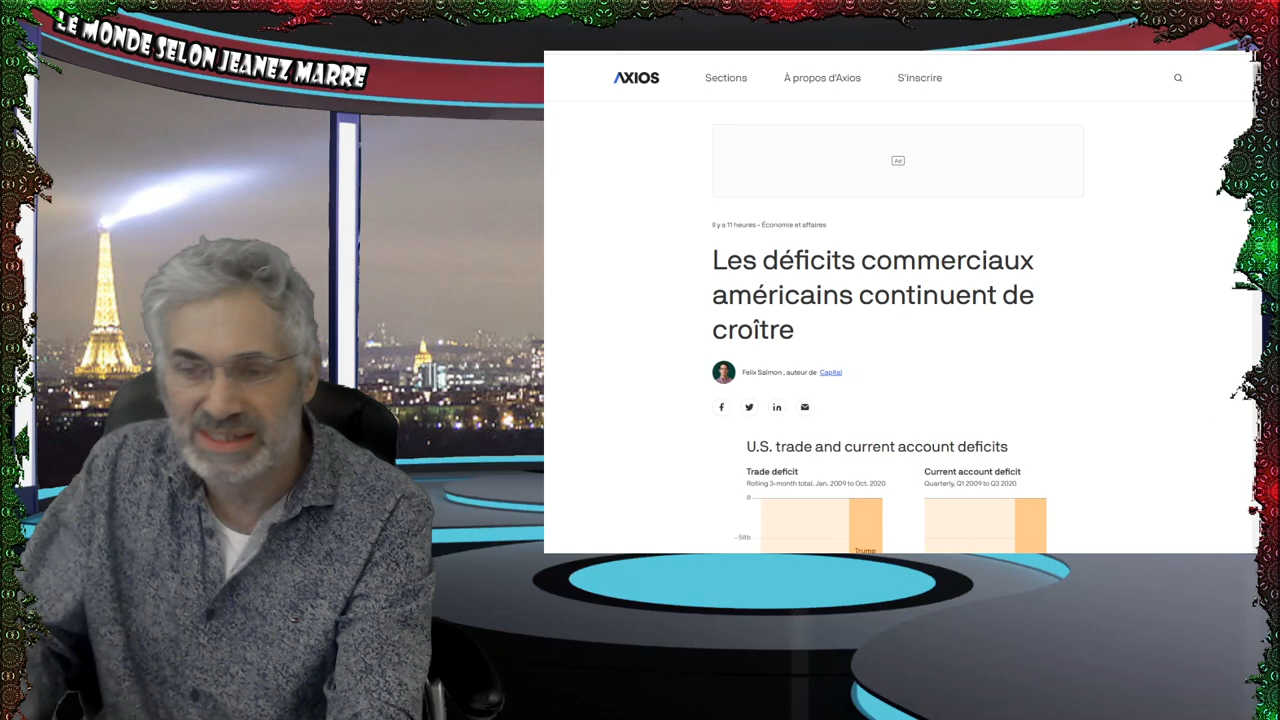 LE MONDE SELON JEANEZ MARRE
AXIOS
Sections
À propos d'Axios
S'inscrire
Ad
Il y a 11 heures - Économie et affaires
Les déficits commerciaux
américains continuent de
croître
Felix Salmon , auteur de Capital
U.S. trade and current account deficits
Trade deficit
Rolling 3-month total, Jan. 2009 to Oct. 2020
Current account deficit
Quarterly, Q1 2009 to Q3 2020
0
-50b
Trump